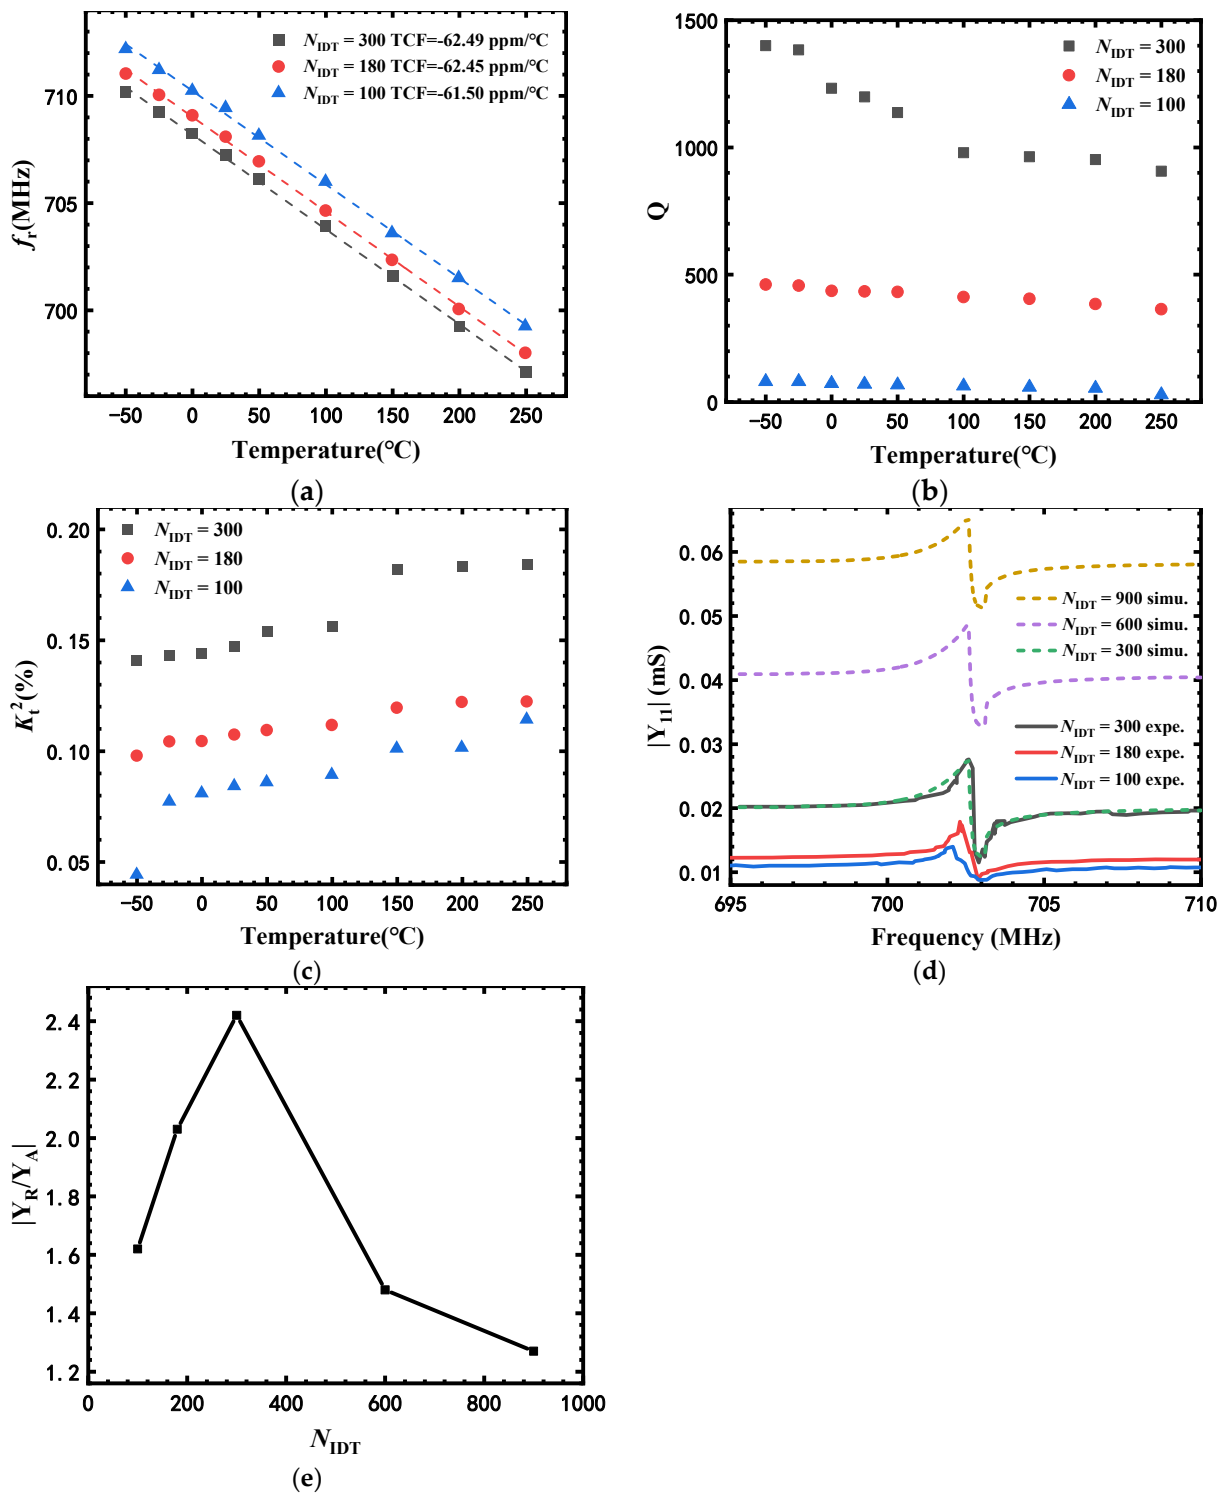 710
705
700
f_r(MHz)
N_IDT = 300 TCF=-62.49 ppm/℃
N_IDT = 180 TCF=-62.45 ppm/℃
N_IDT = 100 TCF=-61.50 ppm/℃
−50 0 50 100 150 200 250
Temperature(℃)
(a)
1500
1000
500
0
Q
N_IDT = 300
N_IDT = 180
N_IDT = 100
−50 0 50 100 150 200 250
Temperature(℃)
(b)
0.20
0.15
0.10
0.05
K_t^2(%)
N_IDT = 300
N_IDT = 180
N_IDT = 100
−50 0 50 100 150 200 250
Temperature(℃)
(c)
0.06
0.05
0.04
0.03
0.02
0.01
|Y_11| (mS)
N_IDT = 900 simu.
N_IDT = 600 simu.
N_IDT = 300 simu.
N_IDT = 300 expe.
N_IDT = 180 expe.
N_IDT = 100 expe.
695 700 705 710
Frequency (MHz)
(d)
2.4
2.2
2.0
1.8
1.6
1.4
1.2
|Y_R/Y_A|
0 200 400 600 800 1000
N_IDT
(e)